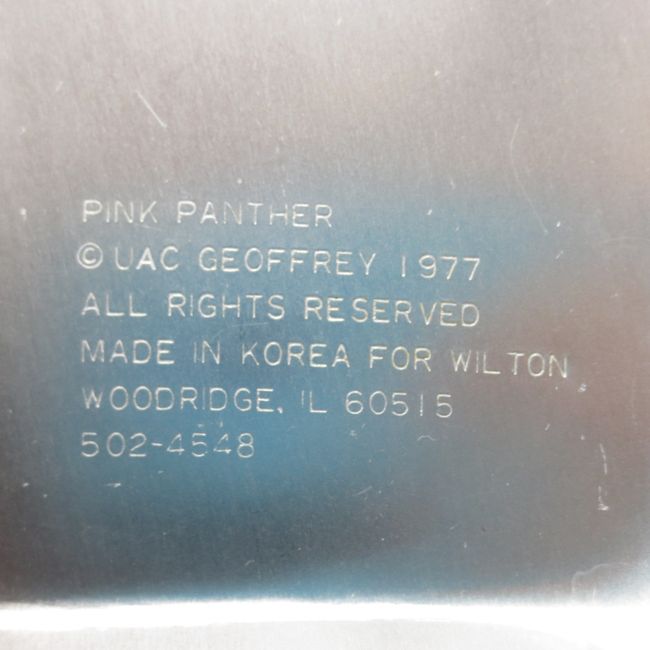 PINK PANTHER
© UAC GEOFFREY 1977
ALL RIGHTS RESERVED
MADE IN KOREA FOR WILTON
WOODRIDGE, IL 60515
502-4548